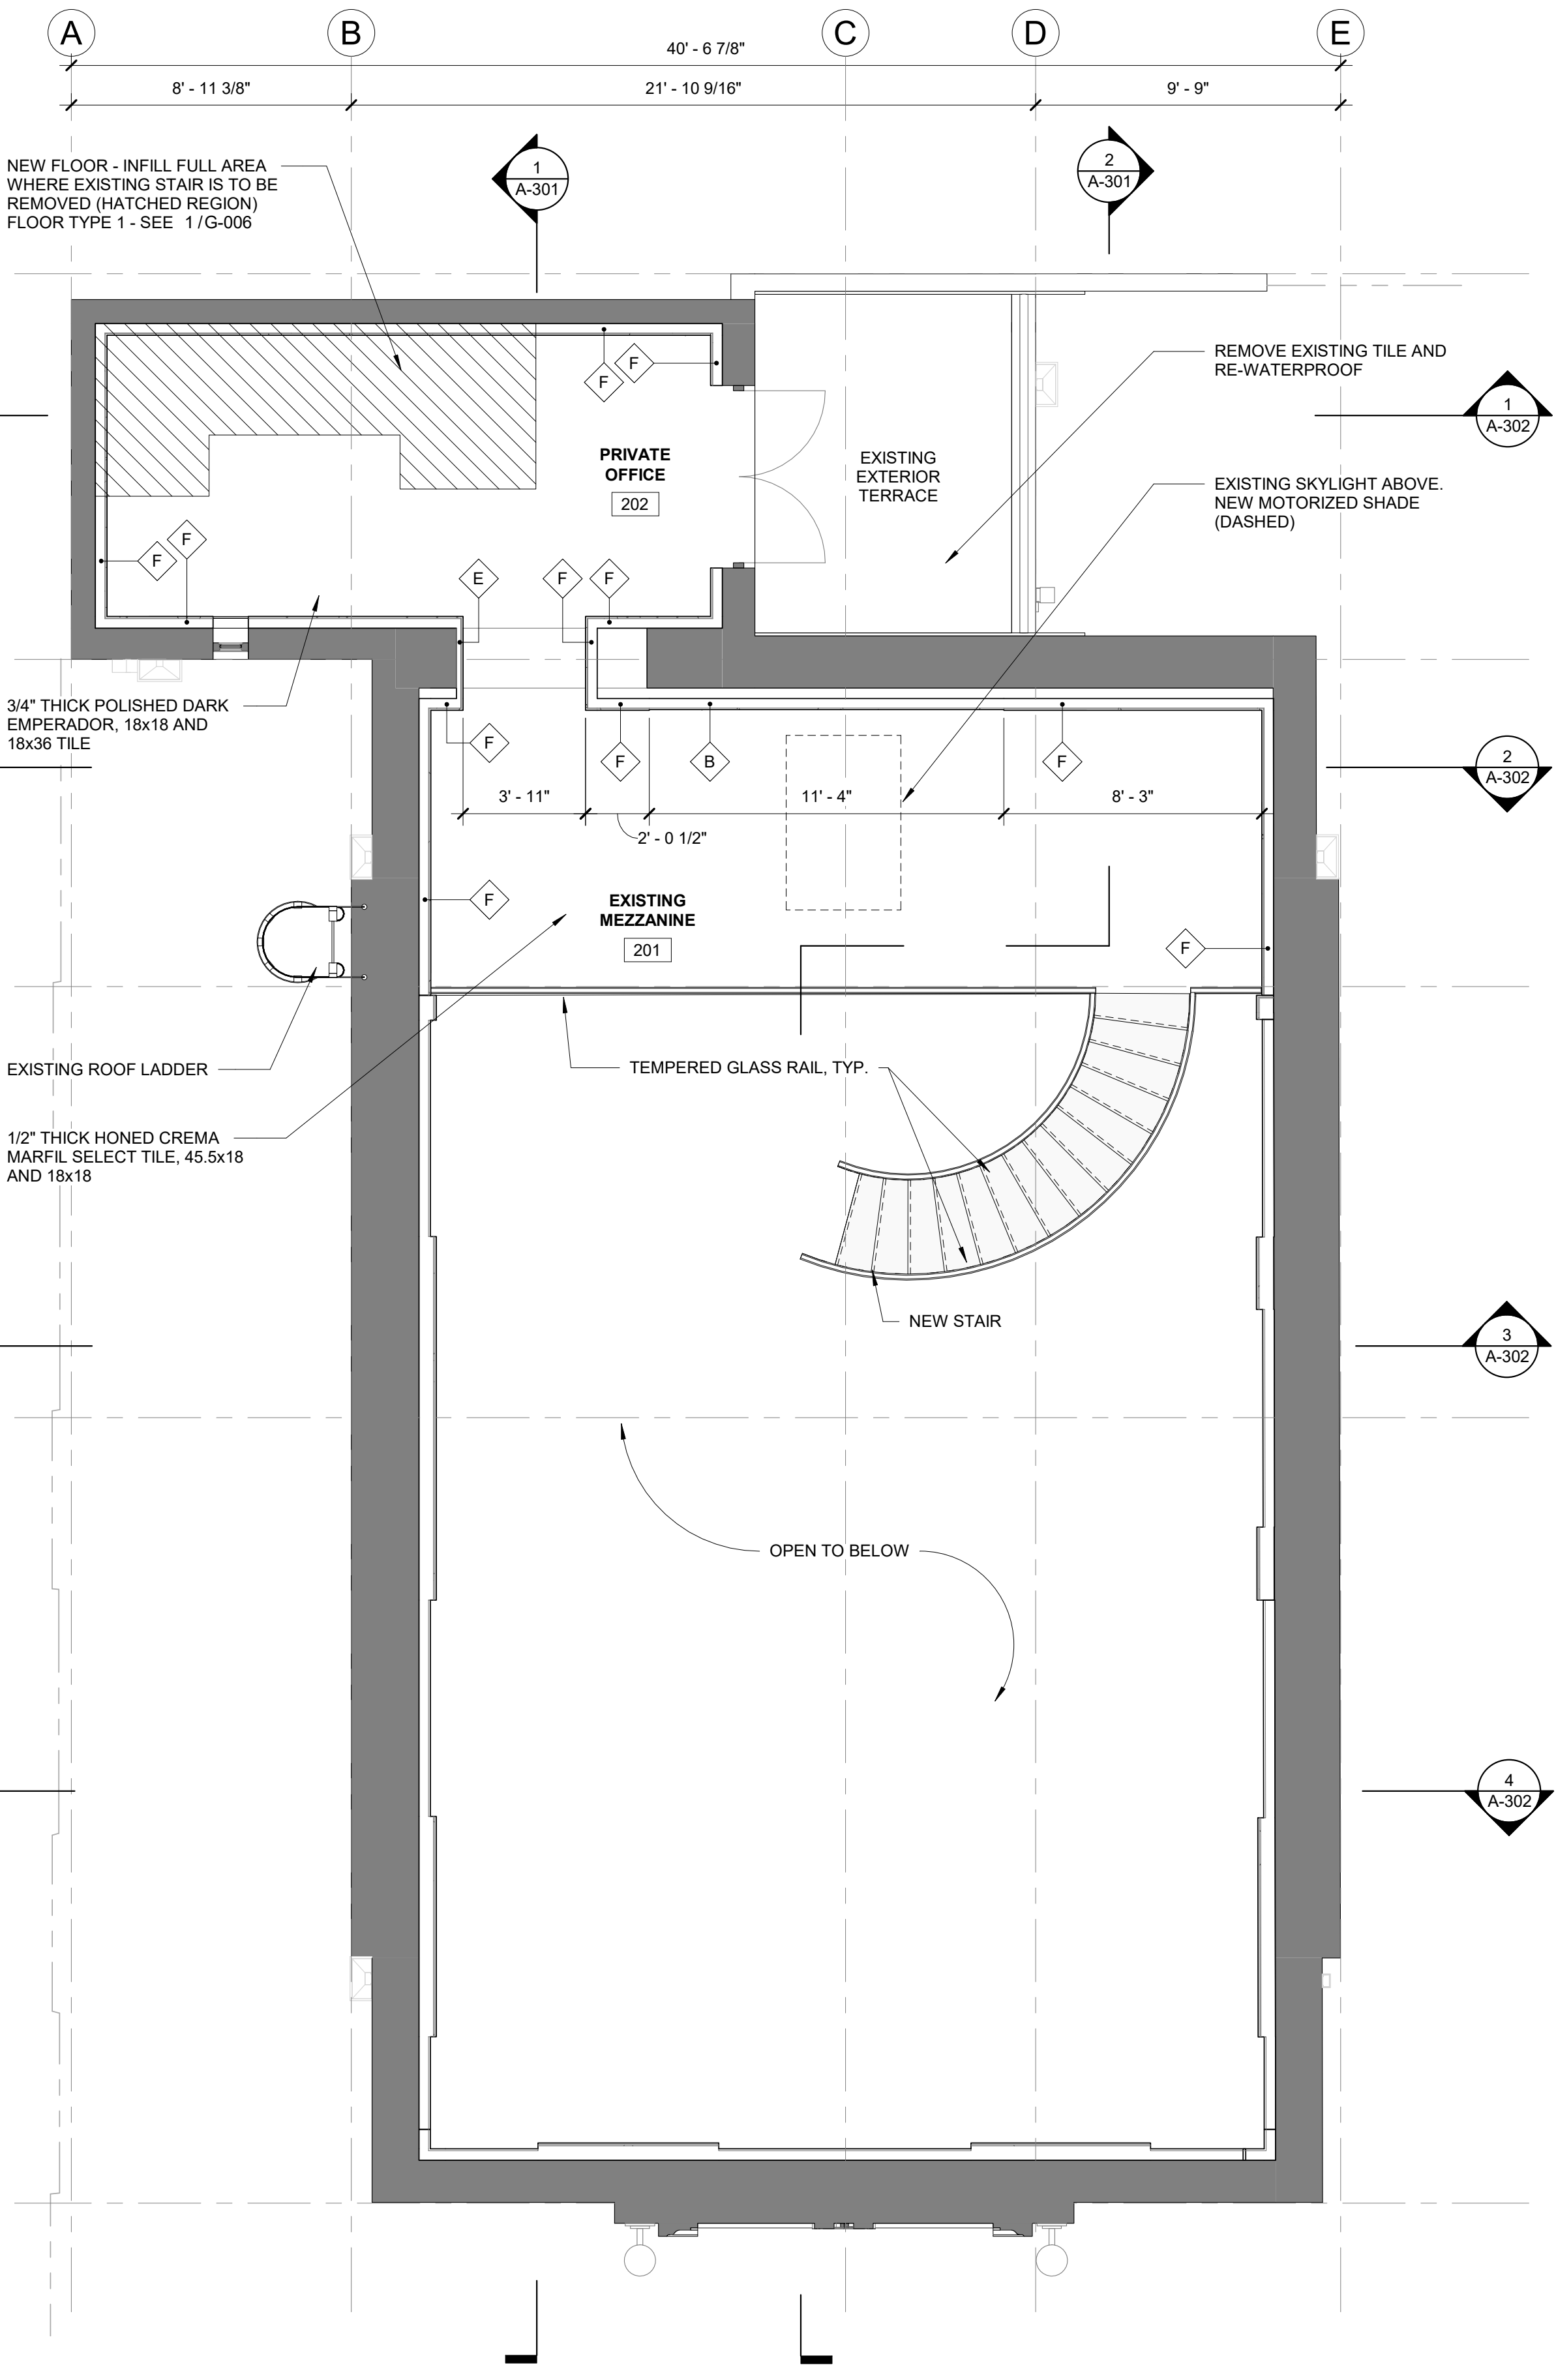 A
B
C
D
E
40' - 6 7/8"
8' - 11 3/8"
21' - 10 9/16"
9' - 9"
NEW FLOOR - INFILL FULL AREA
WHERE EXISTING STAIR IS TO BE
REMOVED (HATCHED REGION)
FLOOR TYPE 1 - SEE 1 / G-006
1
A-301
2
A-301
REMOVE EXISTING TILE AND
RE-WATERPROOF
1
A-302
F
F
PRIVATE
OFFICE
202
EXISTING
EXTERIOR
TERRACE
EXISTING SKYLIGHT ABOVE.
NEW MOTORIZED SHADE
(DASHED)
F
F
E
F
F
3/4" THICK POLISHED DARK
EMPERADOR, 18x18 AND
18x36 TILE
F
F
B
F
2
A-302
3' - 11"
11' - 4"
8' - 3"
2' - 0 1/2"
F
EXISTING
MEZZANINE
201
F
EXISTING ROOF LADDER
TEMPERED GLASS RAIL, TYP.
1/2" THICK HONED CREMA
MARFIL SELECT TILE, 45.5x18
AND 18x18
NEW STAIR
3
A-302
OPEN TO BELOW
4
A-302